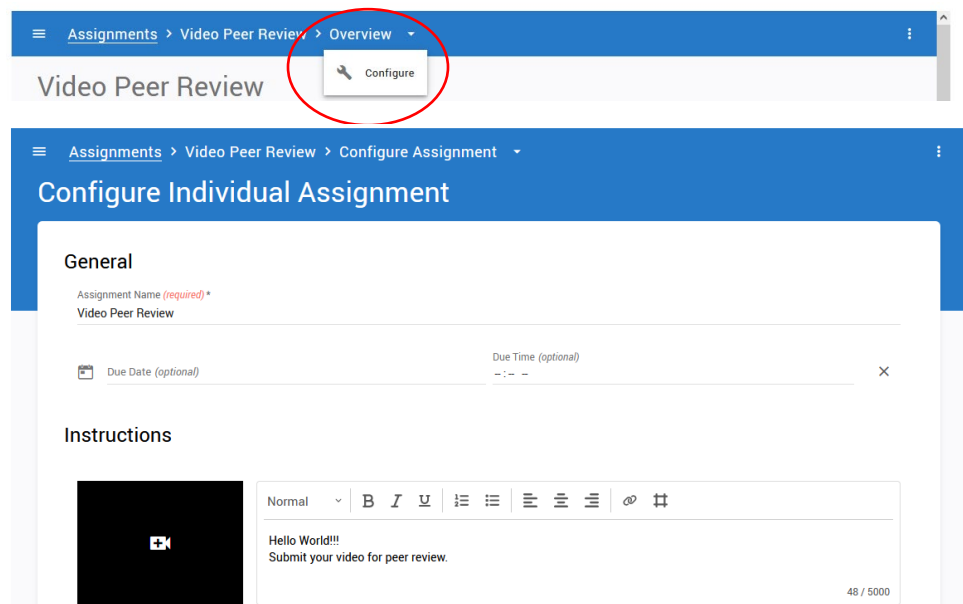 Assignments > Video Peer Review > Overview
Configure
Video Peer Review
Assignments > Video Peer Review > Configure Assignment
Configure Individual Assignment
General
Assignment Name (required) *
Video Peer Review
Due Date (optional)
Due Time (optional)
–:– –
Instructions
Normal B I U
Hello World!!!
Submit your video for peer review.
48 / 5000